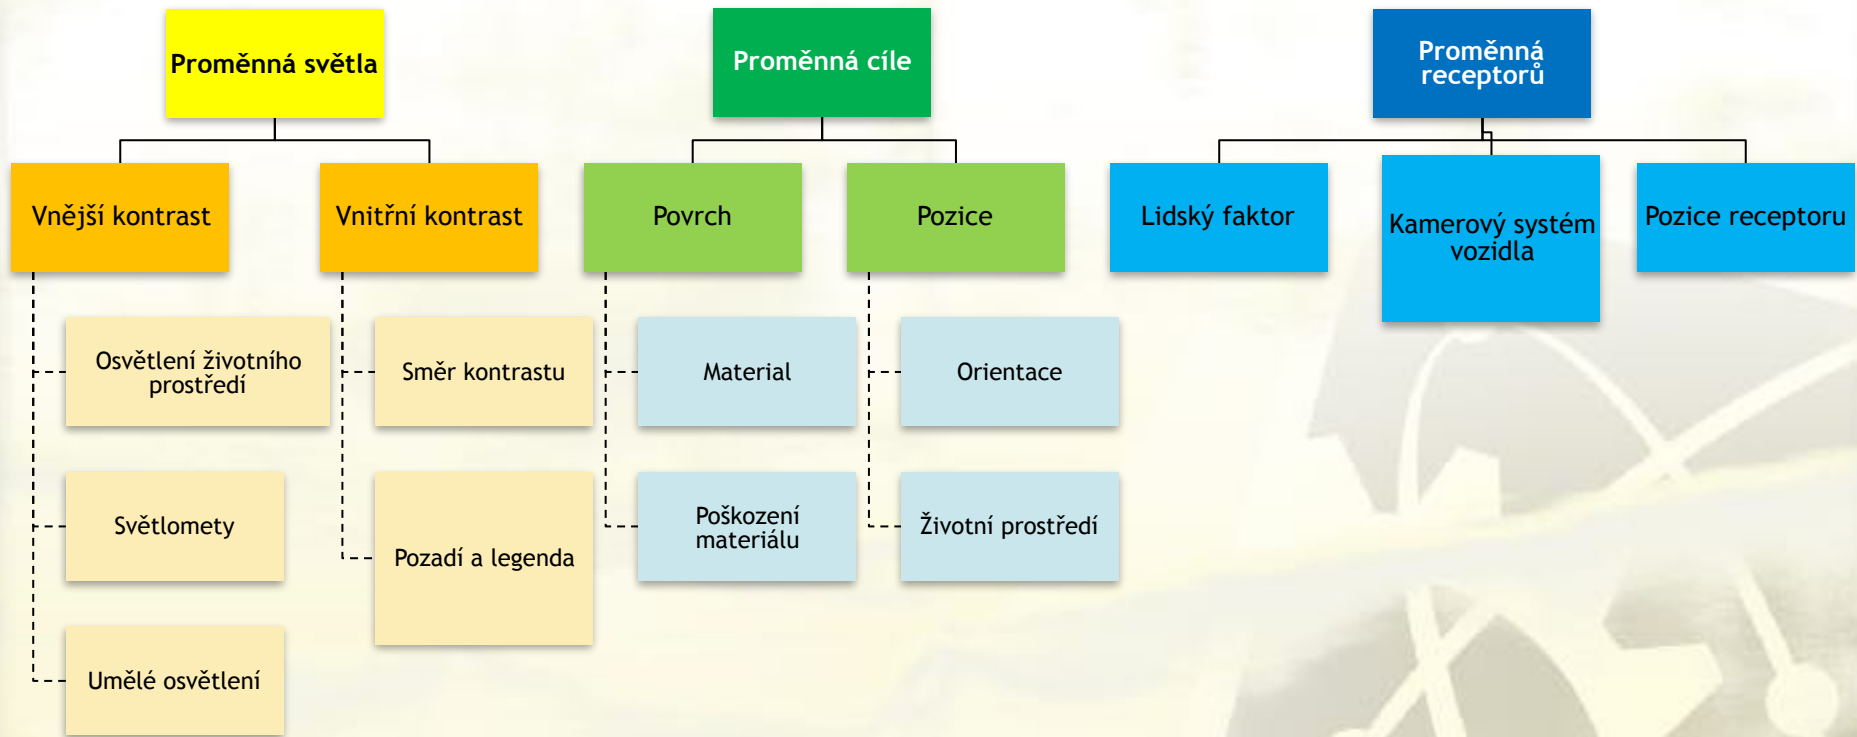 Proměnná světla
Proměnná cíle
Proměnná
receptorů
Vnější kontrast
Vnitřní kontrast
Povrch
Pozice
Lidský faktor
Kamerový systém
vozidla
Pozice receptoru
Osvětlení životního
prostředí
Směr kontrastu
Material
Orientace
Světlomety
Pozadí a legenda
Poškození
materiálu
Životní prostředí
Umělé osvětlení